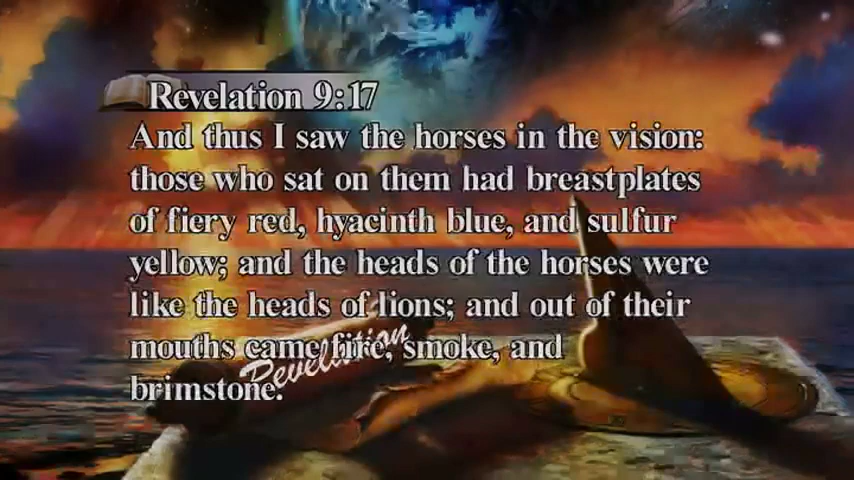 Revelation 9:17
And thus I saw the horses in the vision:
those who sat on them had breastplates
of fiery red, hyacinth blue, and sulfur
yellow; and the heads of the horses were
like the heads of lions; and out of their
mouths came fire, smoke, and
brimstone.
Revelation